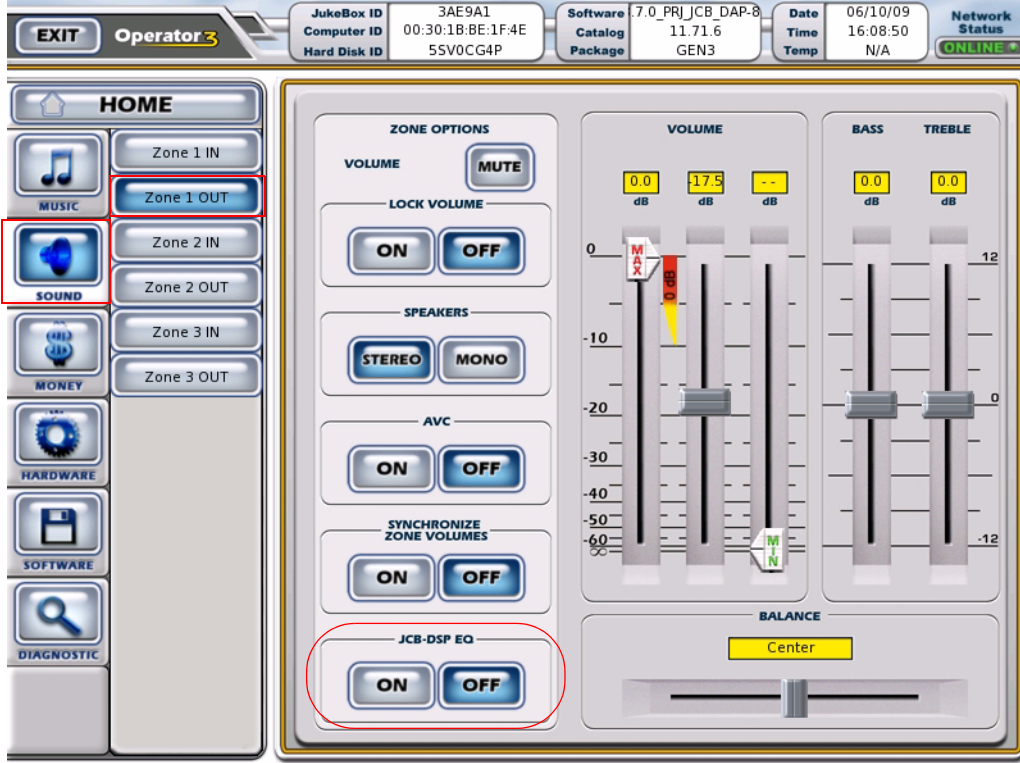 EXIT
Operator 3
JukeBox ID 3AE9A1
Computer ID 00:30:1B:BE:1F:4E
Hard Disk ID 5SV0CG4P
Software .7.0_PRJ_JCB_DAP-8
Catalog 11.71.6
Package GEN3
Date 06/10/09
Time 16:08:50
Temp N/A
Network
Status
ONLINE
HOME
MUSIC
SOUND
MONEY
HARDWARE
SOFTWARE
DIAGNOSTIC
Zone 1 IN
Zone 1 OUT
Zone 2 IN
Zone 2 OUT
Zone 3 IN
Zone 3 OUT
ZONE OPTIONS
VOLUME MUTE
LOCK VOLUME
ON OFF
SPEAKERS
STEREO MONO
AVC
ON OFF
SYNCHRONIZE
ZONE VOLUMES
ON OFF
JCB-DSP EQ
ON OFF
VOLUME
0.0 -17.5 --
dB dB dB
0
-10
-20
-30
-40
-50
-60
∞
MAX
0 dB
MIN
BASS TREBLE
0.0 0.0
dB dB
12
0
-12
BALANCE
Center